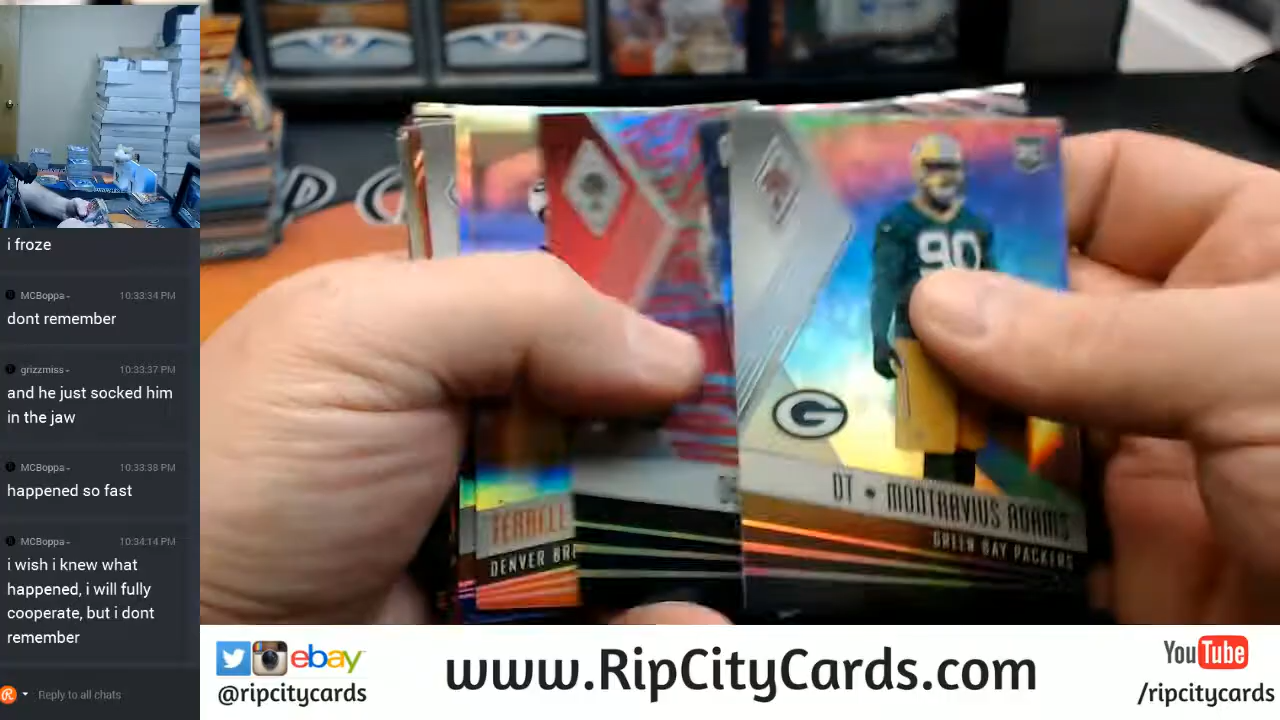 i froze
MCBoppa-
10:33:34 PM
dont remember
grizzmiss-
10:33:37 PM
and he just socked him
in the jaw
MCBoppa-
10:33:38 PM
happened so fast
MCBoppa-
10:34:14 PM
i wish i knew what
happened, i will fully
cooperate, but i dont
remember
Reply to all chats
90
G
DT • MONTRAVIUS ADAMS
GREEN BAY PACKERS
TERRELL
DENVER BR
ebay
@ripcitycards
www.RipCityCards.com
YouTube
/ripcitycards